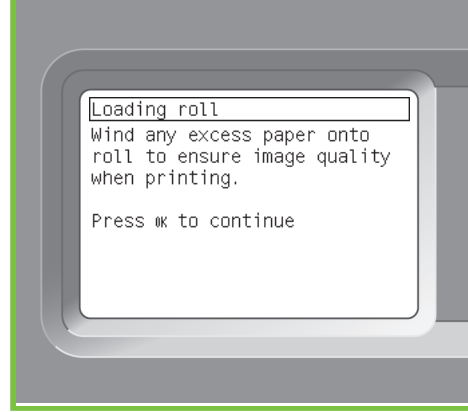 Loading roll
Wind any excess paper onto
roll to ensure image quality
when printing.
Press OK to continue